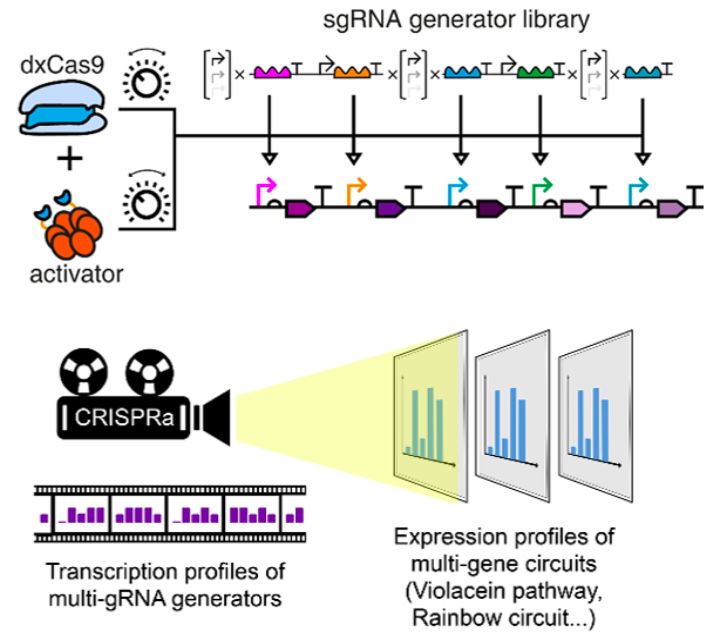 sgRNA generator library
dxCas9
+
activator
CRISPRa
Transcription profiles of
multi-gRNA generators
Expression profiles of
multi-gene circuits
(Violacein pathway,
Rainbow circuit...)